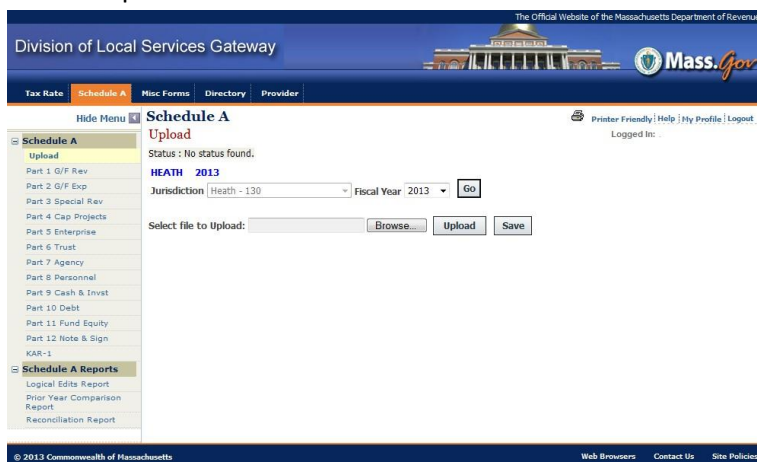 The Official Website of the Massachusetts Department of Revenue
Division of Local Services Gateway
Mass.Gov
Tax Rate Schedule A Misc Forms Directory Provider
Hide Menu
Schedule A
Printer Friendly Help My Profile Logout
Upload
Logged In: .
Status : No status found.
HEATH 2013
Jurisdiction Heath - 130 Fiscal Year 2013 Go
Select file to Upload: Browse... Upload Save
Schedule A
Upload
Part 1 G/F Rev
Part 2 G/F Exp
Part 3 Special Rev
Part 4 Cap Projects
Part 5 Enterprise
Part 6 Trust
Part 7 Agency
Part 8 Personnel
Part 9 Cash & Invst
Part 10 Debt
Part 11 Fund Equity
Part 12 Note & Sign
KAR-1
Schedule A Reports
Logical Edits Report
Prior Year Comparison
Report
Reconciliation Report
© 2013 Commonwealth of Massachusetts Web Browsers Contact Us Site Policies